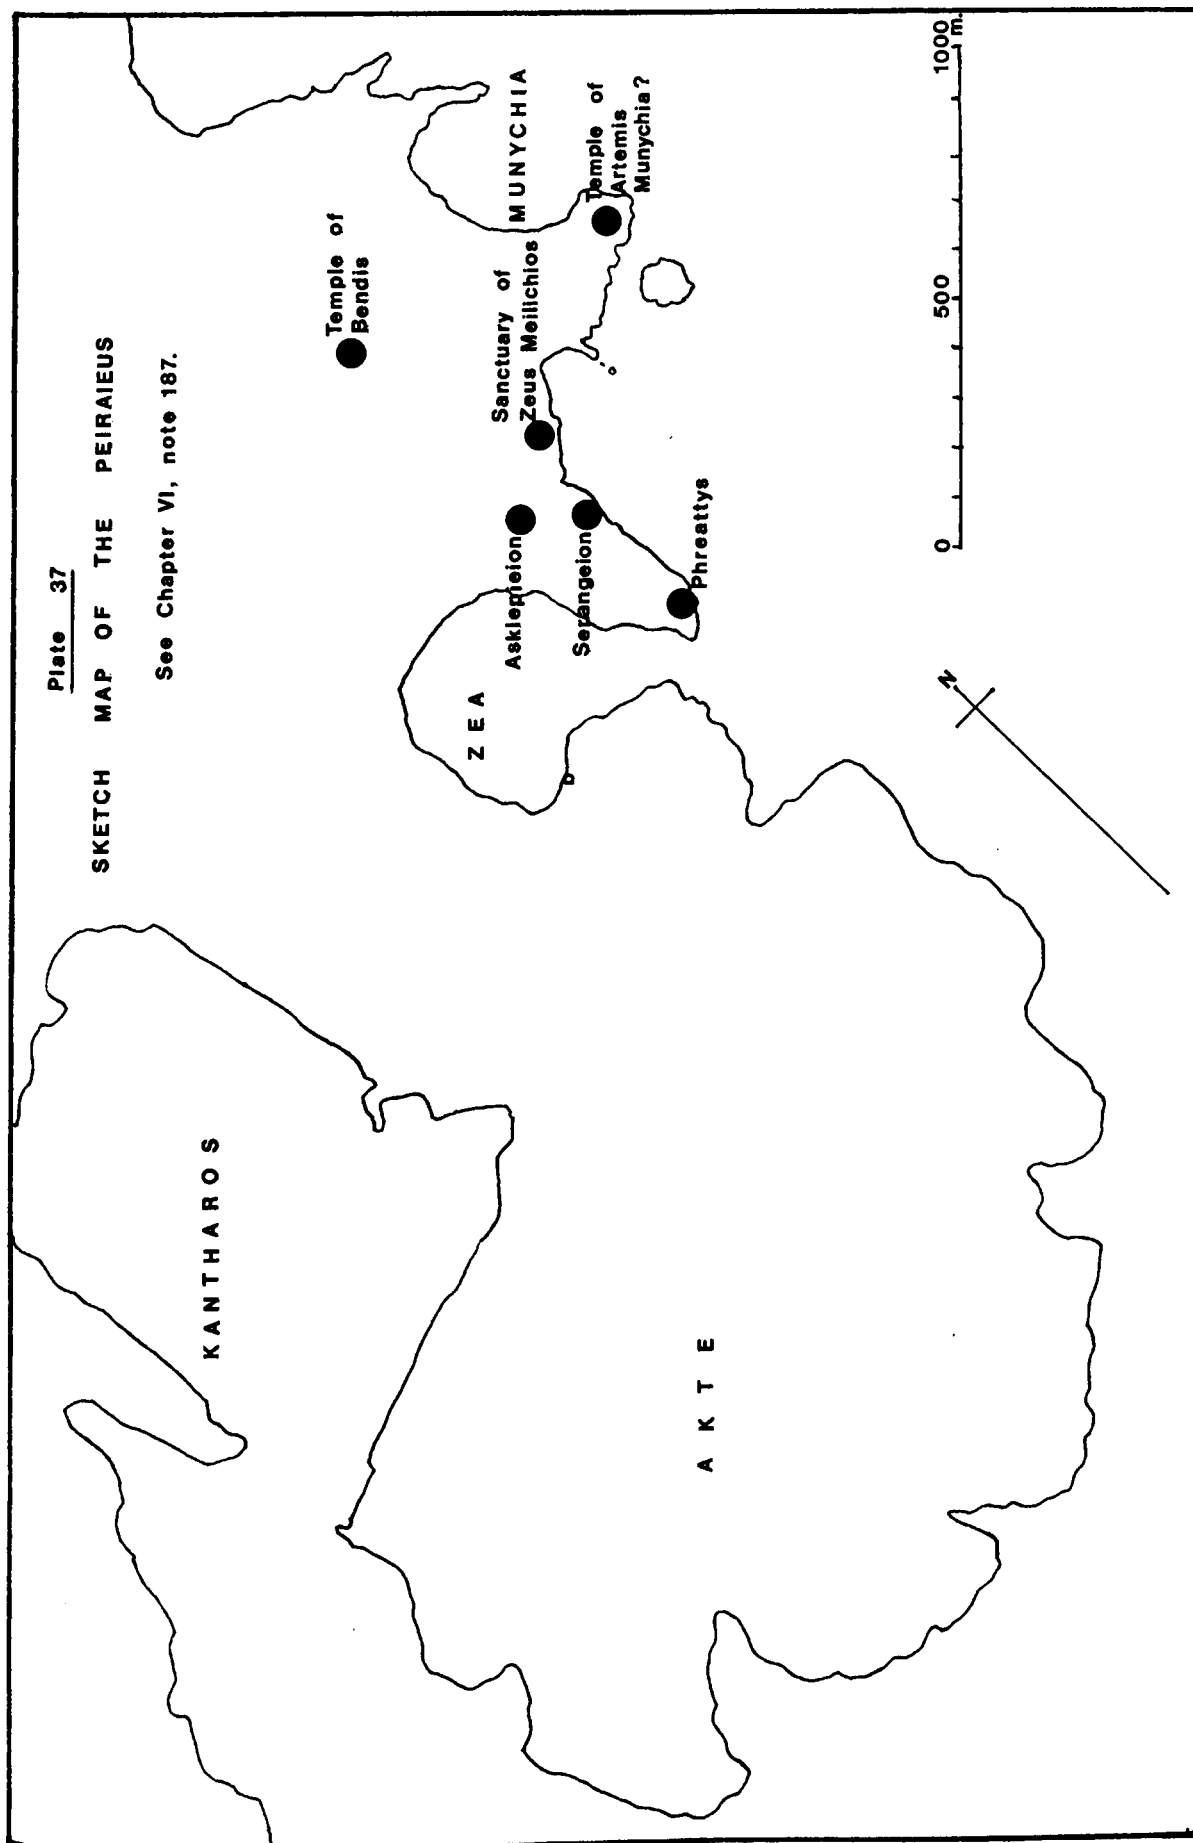 Plate 37
SKETCH MAP OF THE PEIRAIEUS
See Chapter VI, note 187.
Temple of
Bendis
MUNYCHIA
Sanctuary of
Zeus Meilichios
Temple of
Artemis
Munychia?
Asklepieion
Serangeion
Phreattys
ZEA
KANTHAROS
AKTE
N
0 500 1000 m.